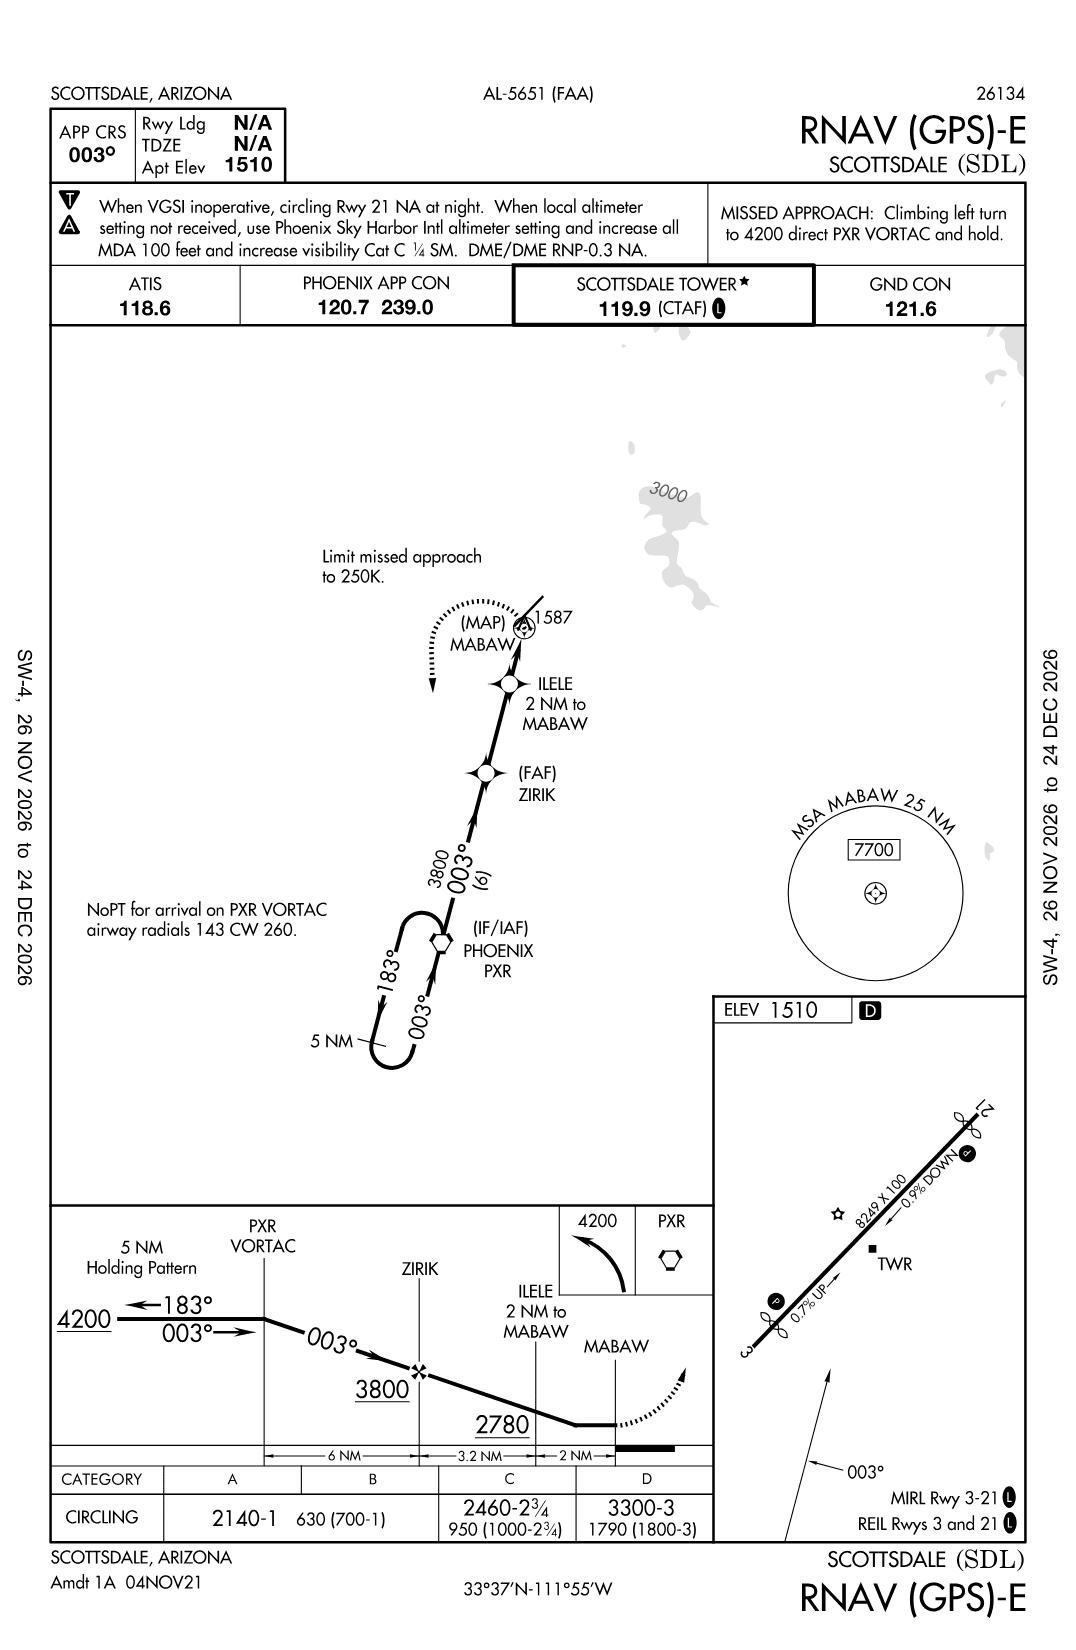 SCOTTSDALE, ARIZONA
AL-5651 (FAA)
26134
APP CRS
003°
Rwy Ldg N/A
TDZE N/A
Apt Elev 1510
RNAV (GPS)-E
SCOTTSDALE (SDL)
T
A
When VGSI inoperative, circling Rwy 21 NA at night. When local altimeter
setting not received, use Phoenix Sky Harbor Intl altimeter setting and increase all
MDA 100 feet and increase visibility Cat C ¼ SM. DME/DME RNP-0.3 NA.
MISSED APPROACH: Climbing left turn
to 4200 direct PXR VORTAC and hold.
ATIS
118.6
PHOENIX APP CON
120.7 239.0
SCOTTSDALE TOWER★
119.9 (CTAF) L
GND CON
121.6
3000
Limit missed approach
to 250K.
1587
(MAP)
MABAW
ILELE
2 NM to
MABAW
(FAF)
ZIRIK
3800
003°
(6)
NoPT for arrival on PXR VORTAC
airway radials 143 CW 260.
(IF/IAF)
PHOENIX
PXR
183°
003°
5 NM
MSA MABAW 25 NM
7700
SW-4, 26 NOV 2026 to 24 DEC 2026
SW-4, 26 NOV 2026 to 24 DEC 2026
ELEV 1510
D
21
P
0.9% DOWN
8249 X 100
TWR
P
0.7% UP
3
003°
MIRL Rwy 3-21 L
REIL Rwys 3 and 21 L
5 NM
Holding Pattern
PXR
VORTAC
ZIRIK
4200
PXR
ILELE
2 NM to
MABAW
MABAW
4200
183°
003°
003°
3800
2780
6 NM
3.2 NM
2 NM
CATEGORY
A
B
C
D
CIRCLING
2140-1 630 (700-1)
2460-2¾
950 (1000-2¾)
3300-3
1790 (1800-3)
SCOTTSDALE, ARIZONA
Amdt 1A 04NOV21
33°37'N-111°55'W
SCOTTSDALE (SDL)
RNAV (GPS)-E